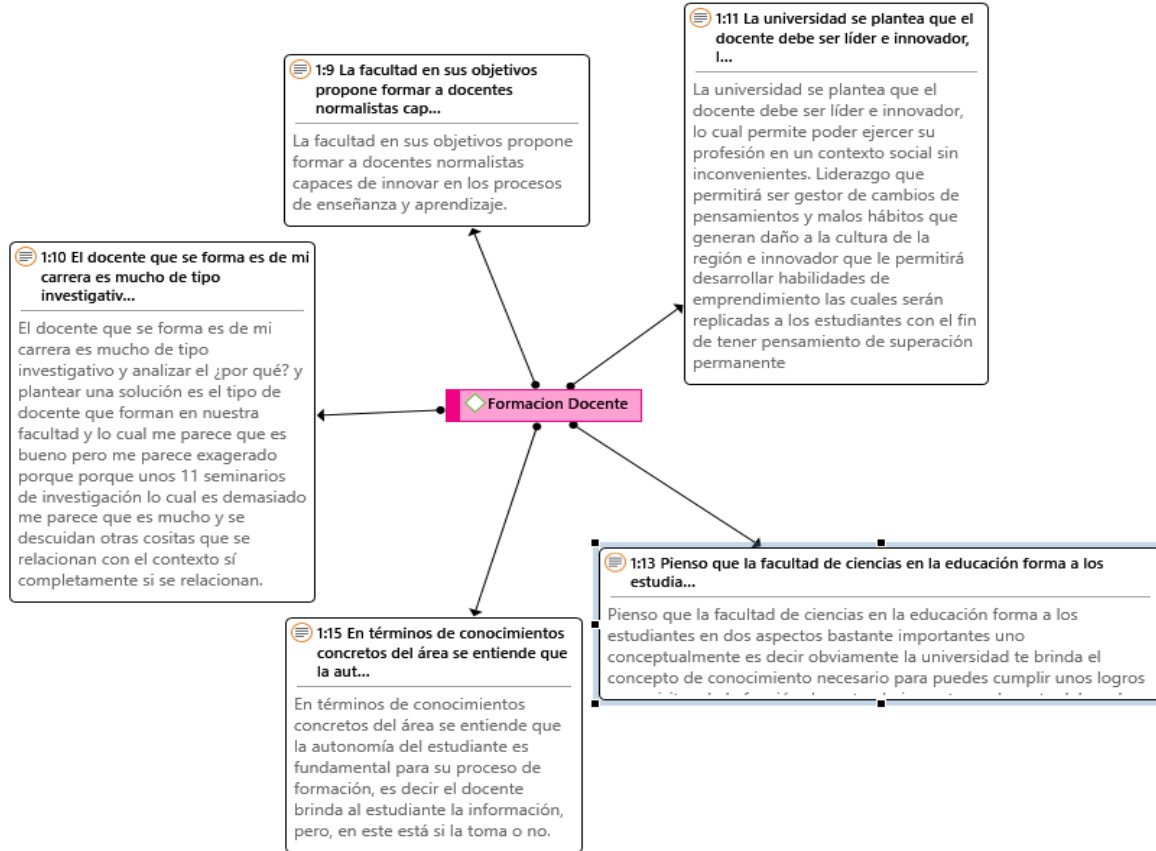 1:11 La universidad se plantea que el
docente debe ser líder e innovador,
l...
La universidad se plantea que el
docente debe ser líder e innovador,
lo cual permite poder ejercer su
profesión en un contexto social sin
inconvenientes. Liderazgo que
permitirá ser gestor de cambios de
pensamientos y malos hábitos que
generan daño a la cultura de la
región e innovador que le permitirá
desarrollar habilidades de
emprendimiento las cuales serán
replicadas a los estudiantes con el fin
de tener pensamiento de superación
permanente
1:9 La facultad en sus objetivos
propone formar a docentes
normalistas cap...
La facultad en sus objetivos propone
formar a docentes normalistas
capaces de innovar en los procesos
de enseñanza y aprendizaje.
1:10 El docente que se forma es de mi
carrera es mucho de tipo
investigativ...
El docente que se forma es de mi
carrera es mucho de tipo
investigativo y analizar el ¿por qué? y
plantear una solución es el tipo de
docente que forman en nuestra
facultad y lo cual me parece que es
bueno pero me parece exagerado
porque porque unos 11 seminarios
de investigación lo cual es demasiado
me parece que es mucho y se
descuidan otras cositas que se
relacionan con el contexto sí
completamente si se relacionan.
Formacion Docente
1:13 Pienso que la facultad de ciencias en la educación forma a los
estudia...
Pienso que la facultad de ciencias en la educación forma a los
estudiantes en dos aspectos bastante importantes uno
conceptualmente es decir obviamente la universidad te brinda el
concepto de conocimiento necesario para puedes cumplir unos logros
1:15 En términos de conocimientos
concretos del área se entiende que
la aut...
En términos de conocimientos
concretos del área se entiende que
la autonomía del estudiante es
fundamental para su proceso de
formación, es decir el docente
brinda al estudiante la información,
pero, en este está si la toma o no.